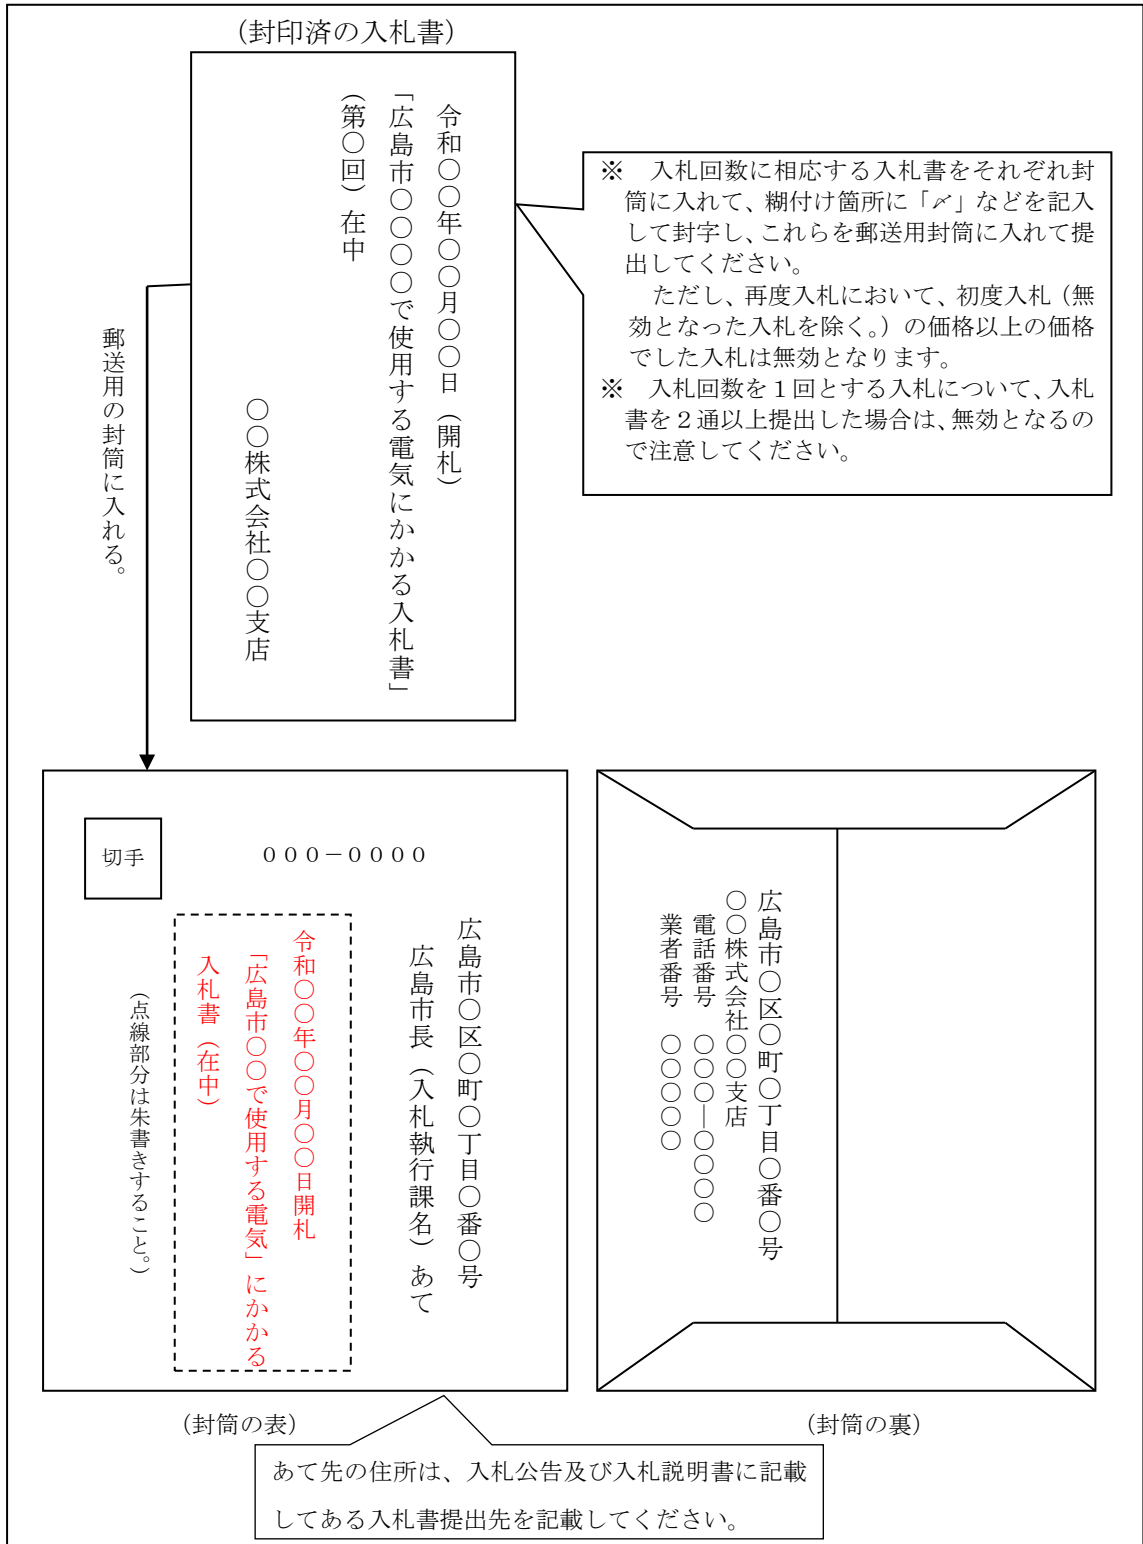 （封印済の入札書）
令和〇〇年〇〇月〇〇日（開札）
「広島市〇〇〇〇で使用する電気にかかる入札書」
（第〇回）在中
〇〇株式会社〇〇支店
※　入札回数に相応する入札書をそれぞれ封
筒に入れて、糊付け箇所に「〆」などを記入
して封字し、これらを郵送用封筒に入れて提
出してください。
ただし、再度入札において、初度入札（無
効となった入札を除く。）の価格以上の価格
でした入札は無効となります。
※　入札回数を１回とする入札について、入札
書を２通以上提出した場合は、無効となるの
で注意してください。
郵送用の封筒に入れる。
切手
０００－００００
広島市〇区〇町〇丁目〇番〇号
広島市長（入札執行課名）あて
令和〇〇年〇〇月〇〇日開札
「広島市〇〇で使用する電気」にかかる
入札書（在中）
（点線部分は朱書きすること。）
（封筒の表）
広島市〇区〇町〇丁目〇番〇号
〇〇株式会社〇〇支店
電話番号　〇〇〇―〇〇〇〇
業者番号　〇〇〇〇〇
（封筒の裏）
あて先の住所は、入札公告及び入札説明書に記載
してある入札書提出先を記載してください。